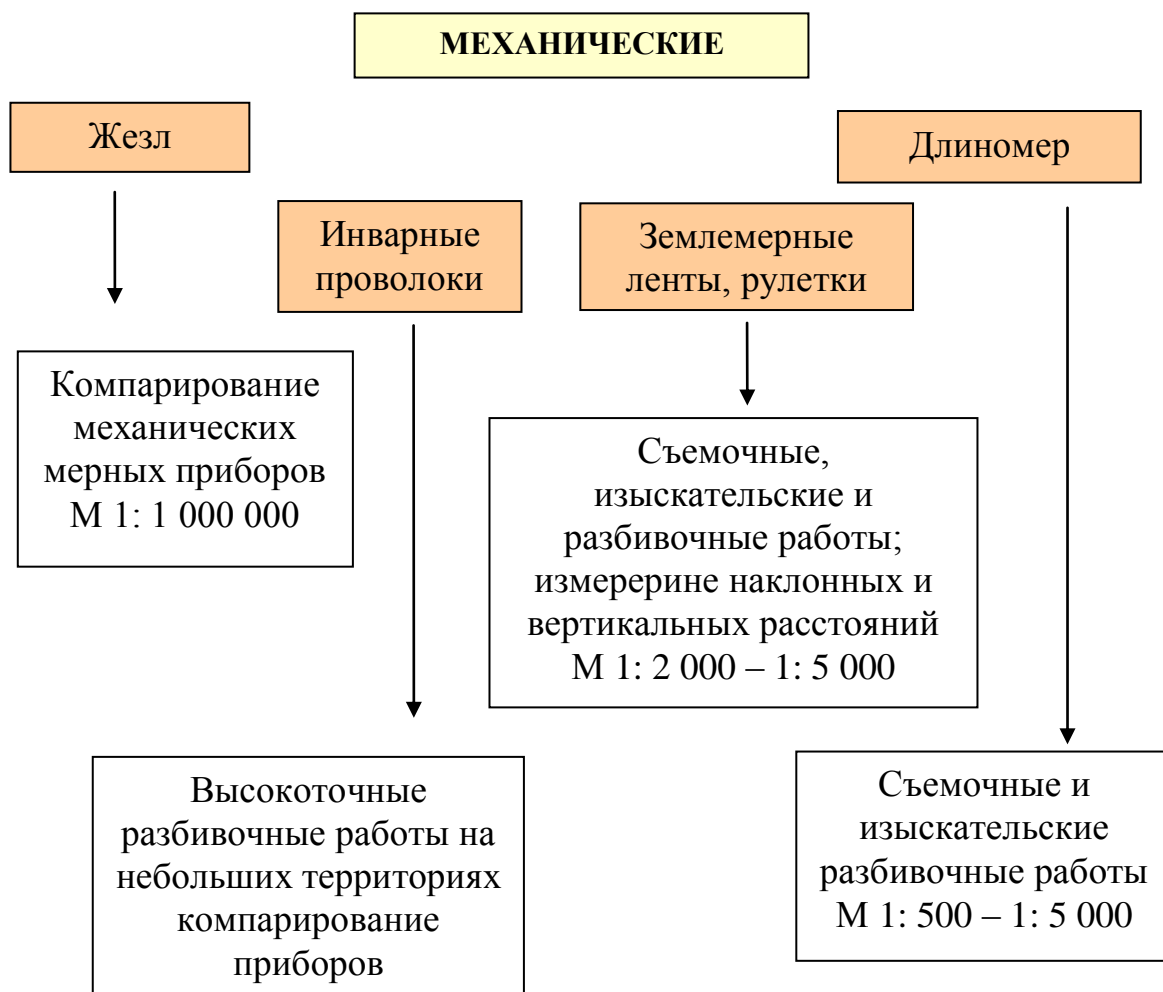 МЕХАНИЧЕСКИЕ
Жезл
Длиномер
Инварные
проволоки
Землемерные
ленты, рулетки
Компарирование
механических
мерных приборов
М 1: 1 000 000
Съемочные,
изыскательские и
разбивочные работы;
измерерине наклонных и
вертикальных расстояний
М 1: 2 000 – 1: 5 000
Высокоточные
разбивочные работы на
небольших территориях
компарирование
приборов
Съемочные и
изыскательские
разбивочные работы
М 1: 500 – 1: 5 000